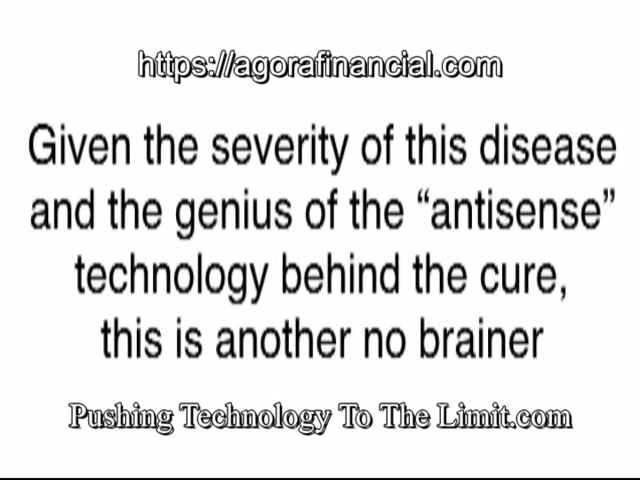 https://agorafinancial.com
Given the severity of this disease
and the genius of the “antisense”
technology behind the cure,
this is another no brainer
Pushing Technology To The Limit.com